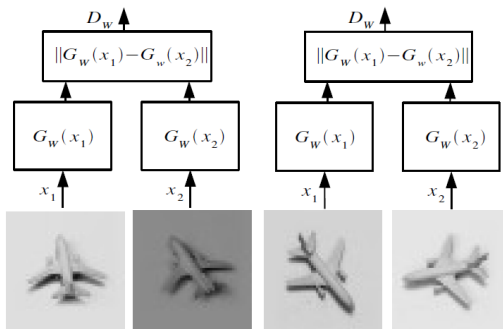 D_W
D_W
||G_W(x_1)−G_w(x_2)||
||G_W(x_1)−G_w(x_2)||
G_W(x_1)
G_W(x_2)
G_W(x_1)
G_W(x_2)
x_1
x_2
x_1
x_2